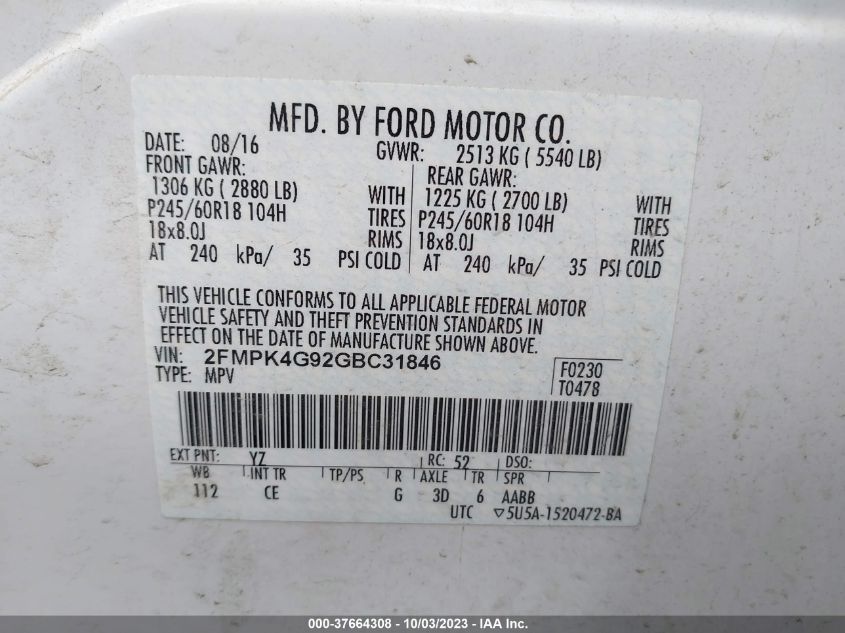 MFD. BY FORD MOTOR CO.
DATE: 08/16 GVWR: 2513 KG ( 5540 LB)
FRONT GAWR: REAR GAWR:
1306 KG ( 2880 LB) WITH 1225 KG ( 2700 LB) WITH
P245/60R18 104H TIRES P245/60R18 104H TIRES
18x8.0J RIMS 18x8.0J RIMS
AT 240 kPa/ 35 PSI COLD AT 240 kPa/ 35 PSI COLD
THIS VEHICLE CONFORMS TO ALL APPLICABLE FEDERAL MOTOR
VEHICLE SAFETY AND THEFT PREVENTION STANDARDS IN
EFFECT ON THE DATE OF MANUFACTURE SHOWN ABOVE.
VIN: 2FMPK4G92GBC31846
TYPE: MPV
F0230
T0478
EXT PNT: YZ RC: 52 DSO:
WB INT TR TP/PS R AXLE TR SPR
112 CE G 3D 6 AABB
UTC ▽5U5A-1520472-BA
000-37664308 - 10/03/2023 - IAA Inc.